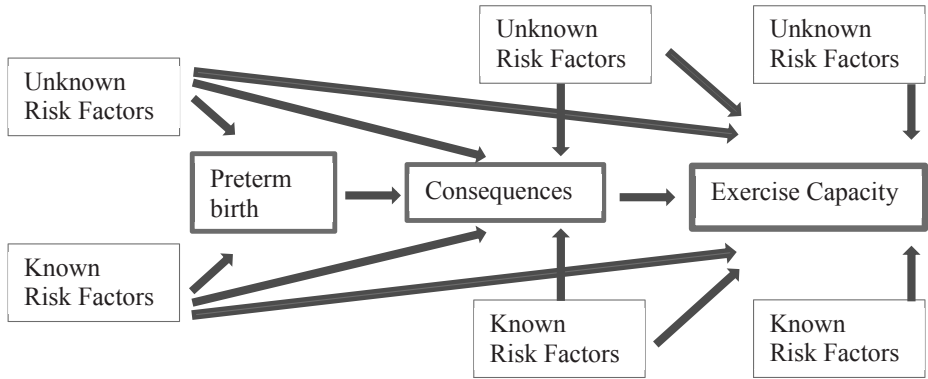 Unknown
Risk Factors
Unknown
Risk Factors
Unknown
Risk Factors
Preterm
birth
Consequences
Exercise Capacity
Known
Risk Factors
Known
Risk Factors
Known
Risk Factors